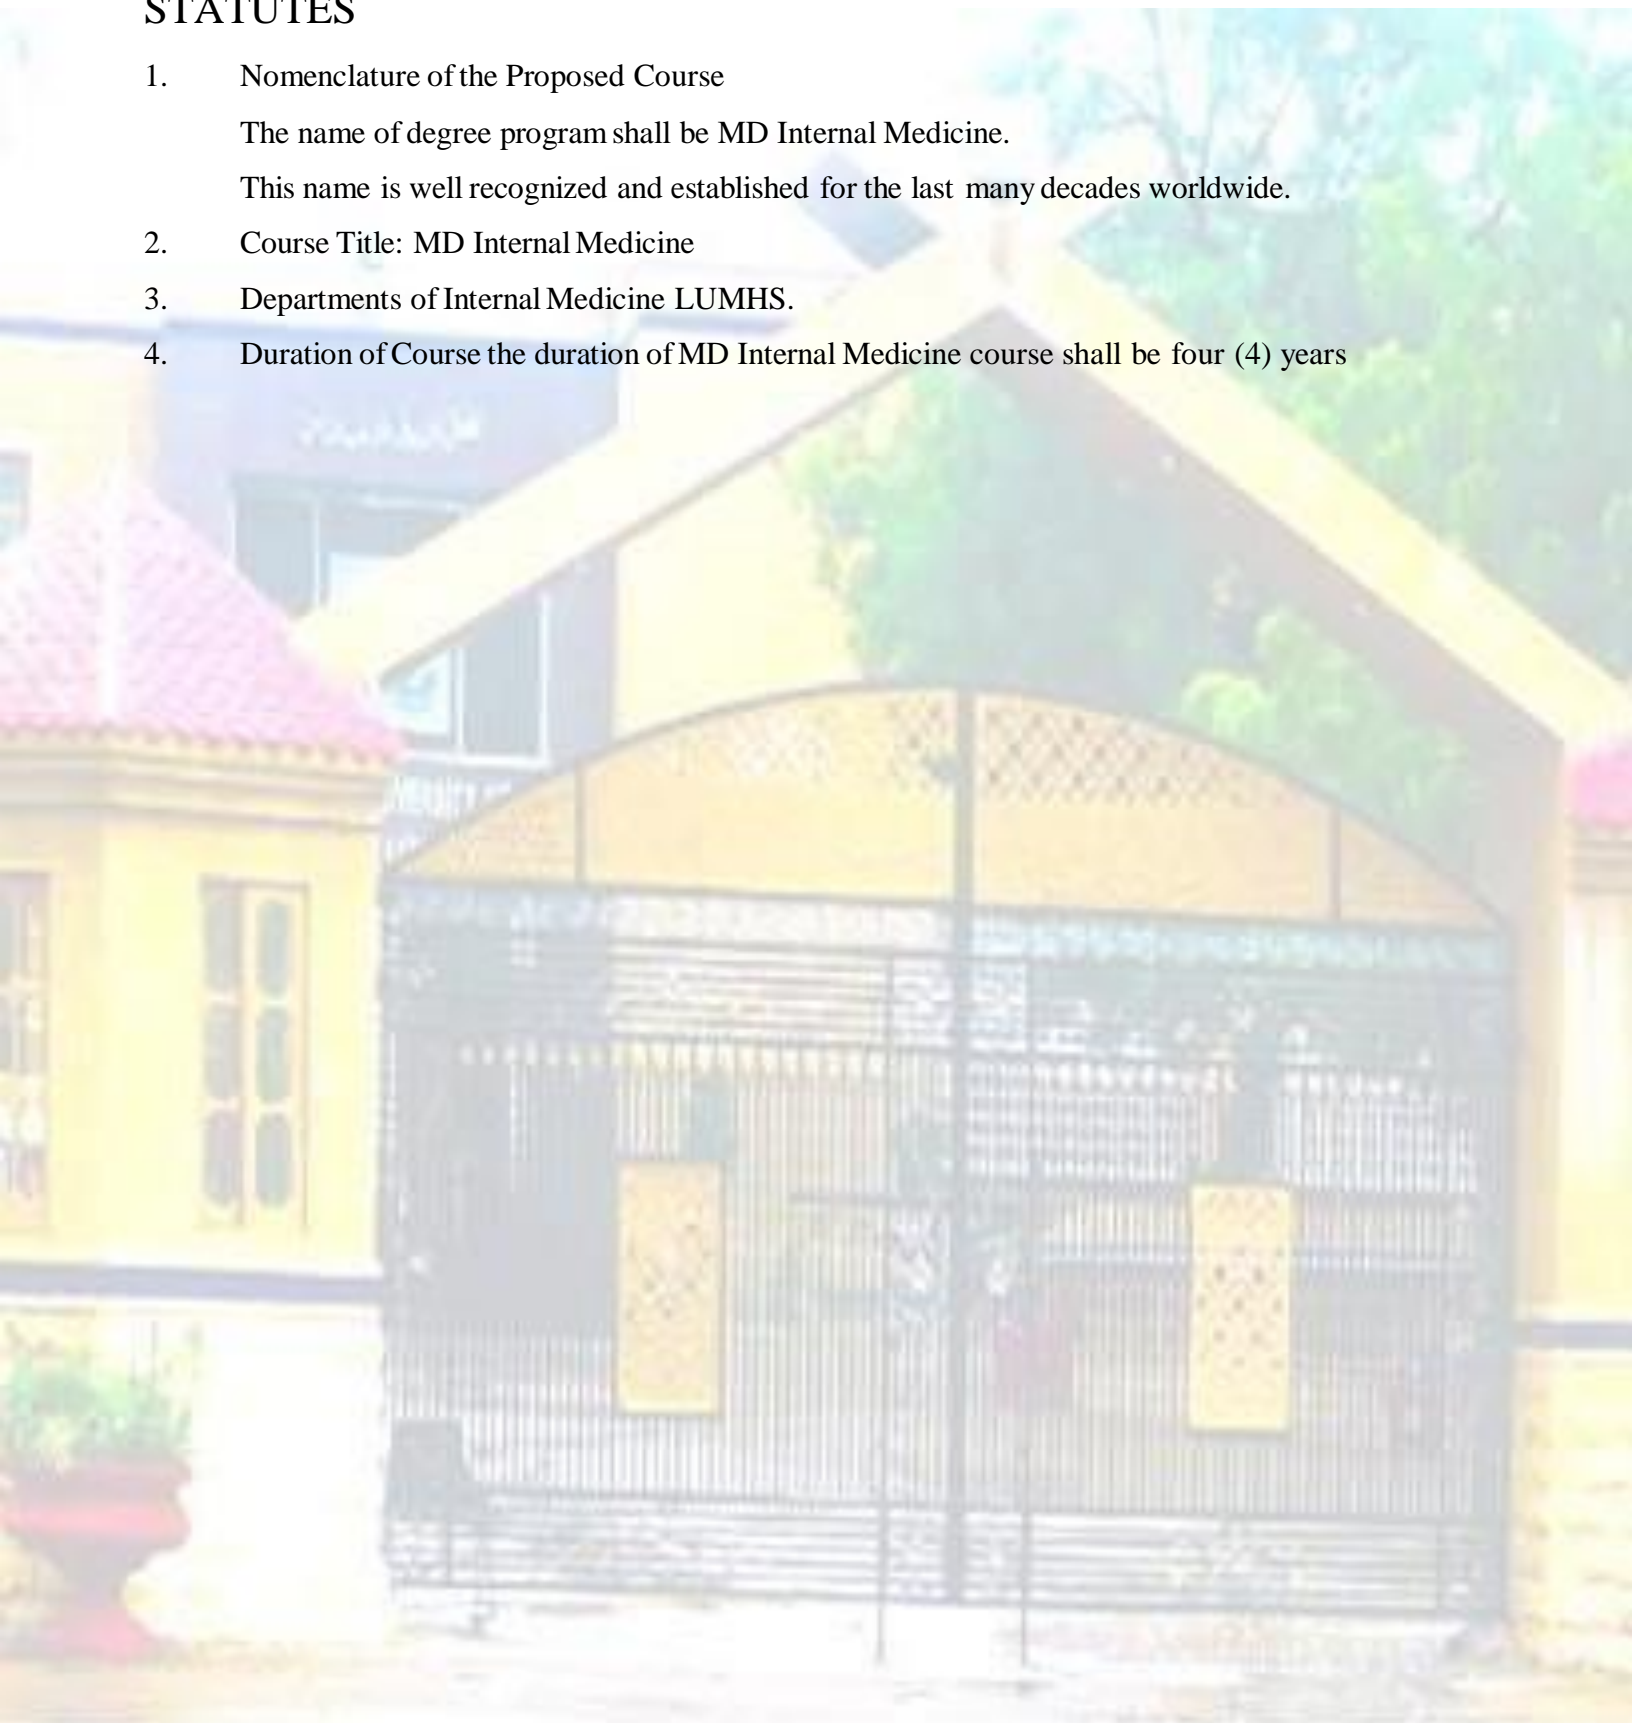 STATUTES
1. Nomenclature of the Proposed Course
The name of degree program shall be MD Internal Medicine.
This name is well recognized and established for the last many decades worldwide.
2. Course Title: MD Internal Medicine
3. Departments of Internal Medicine LUMHS.
4. Duration of Course the duration of MD Internal Medicine course shall be four (4) years